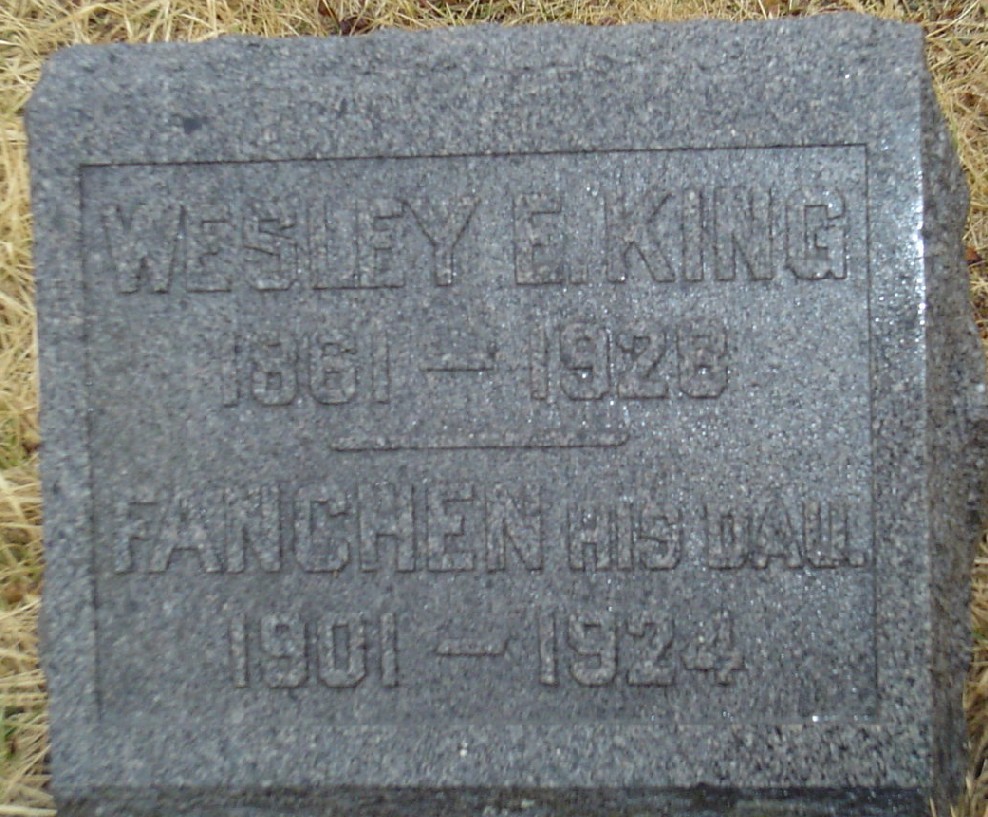 WESLEY E. KING
1861 – 1928
FANCHEN HIS DAU.
1901 – 1924